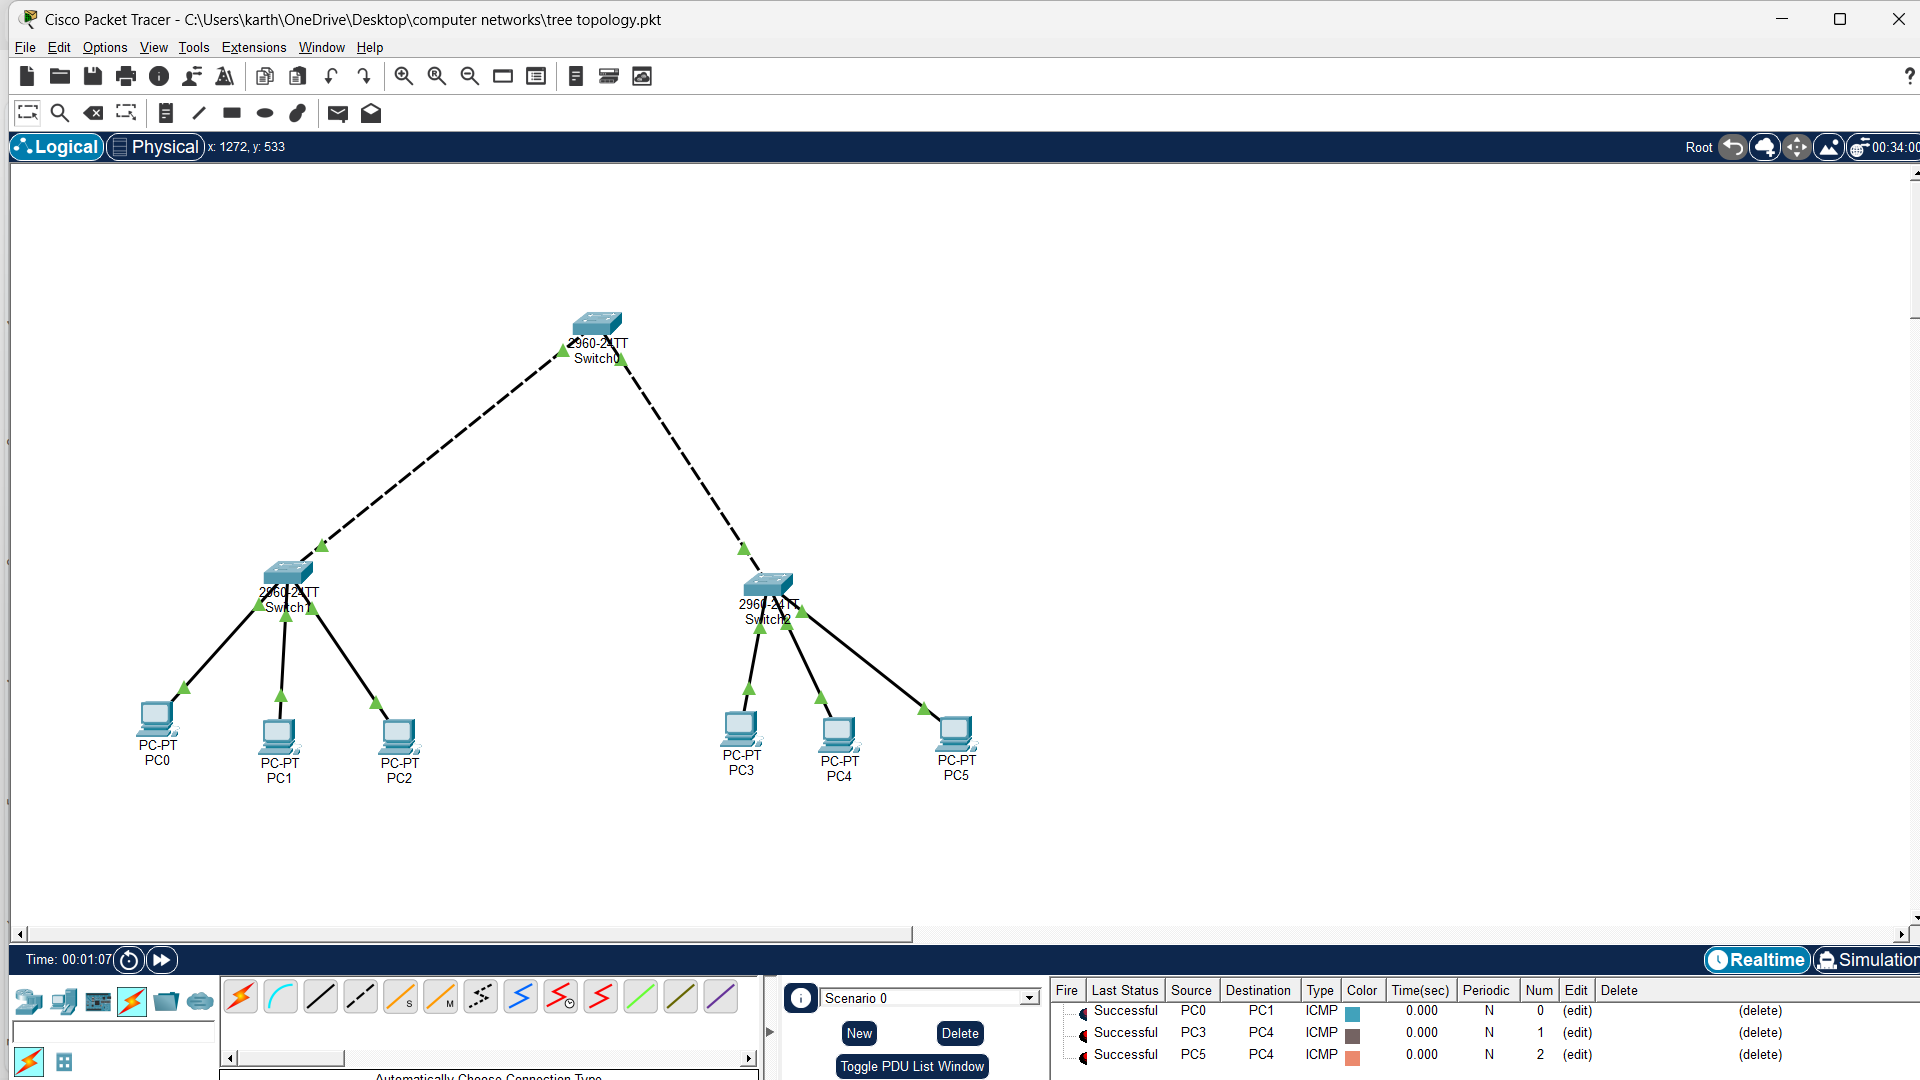 Cisco Packet Tracer - C:\Users\karth\OneDrive\Desktop\computer networks\tree topology.pkt
File Edit Options View Tools Extensions Window Help
?
Logical Physical x: 1272, y: 533 Root 00:34:00
2960-24TT
Switch0
2960-24TT
Switch1
2960-24TT
Switch2
PC-PT
PC0
PC-PT
PC1
PC-PT
PC2
PC-PT
PC3
PC-PT
PC4
PC-PT
PC5
Time: 00:01:07 Realtime Simulation
S M
Automatically Choose Connection Type
Scenario 0
New Delete
Toggle PDU List Window
Fire Last Status Source Destination Type Color Time(sec) Periodic Num Edit Delete
Successful PC0 PC1 ICMP 0.000 N 0 (edit) (delete)
Successful PC3 PC4 ICMP 0.000 N 1 (edit) (delete)
Successful PC5 PC4 ICMP 0.000 N 2 (edit) (delete)